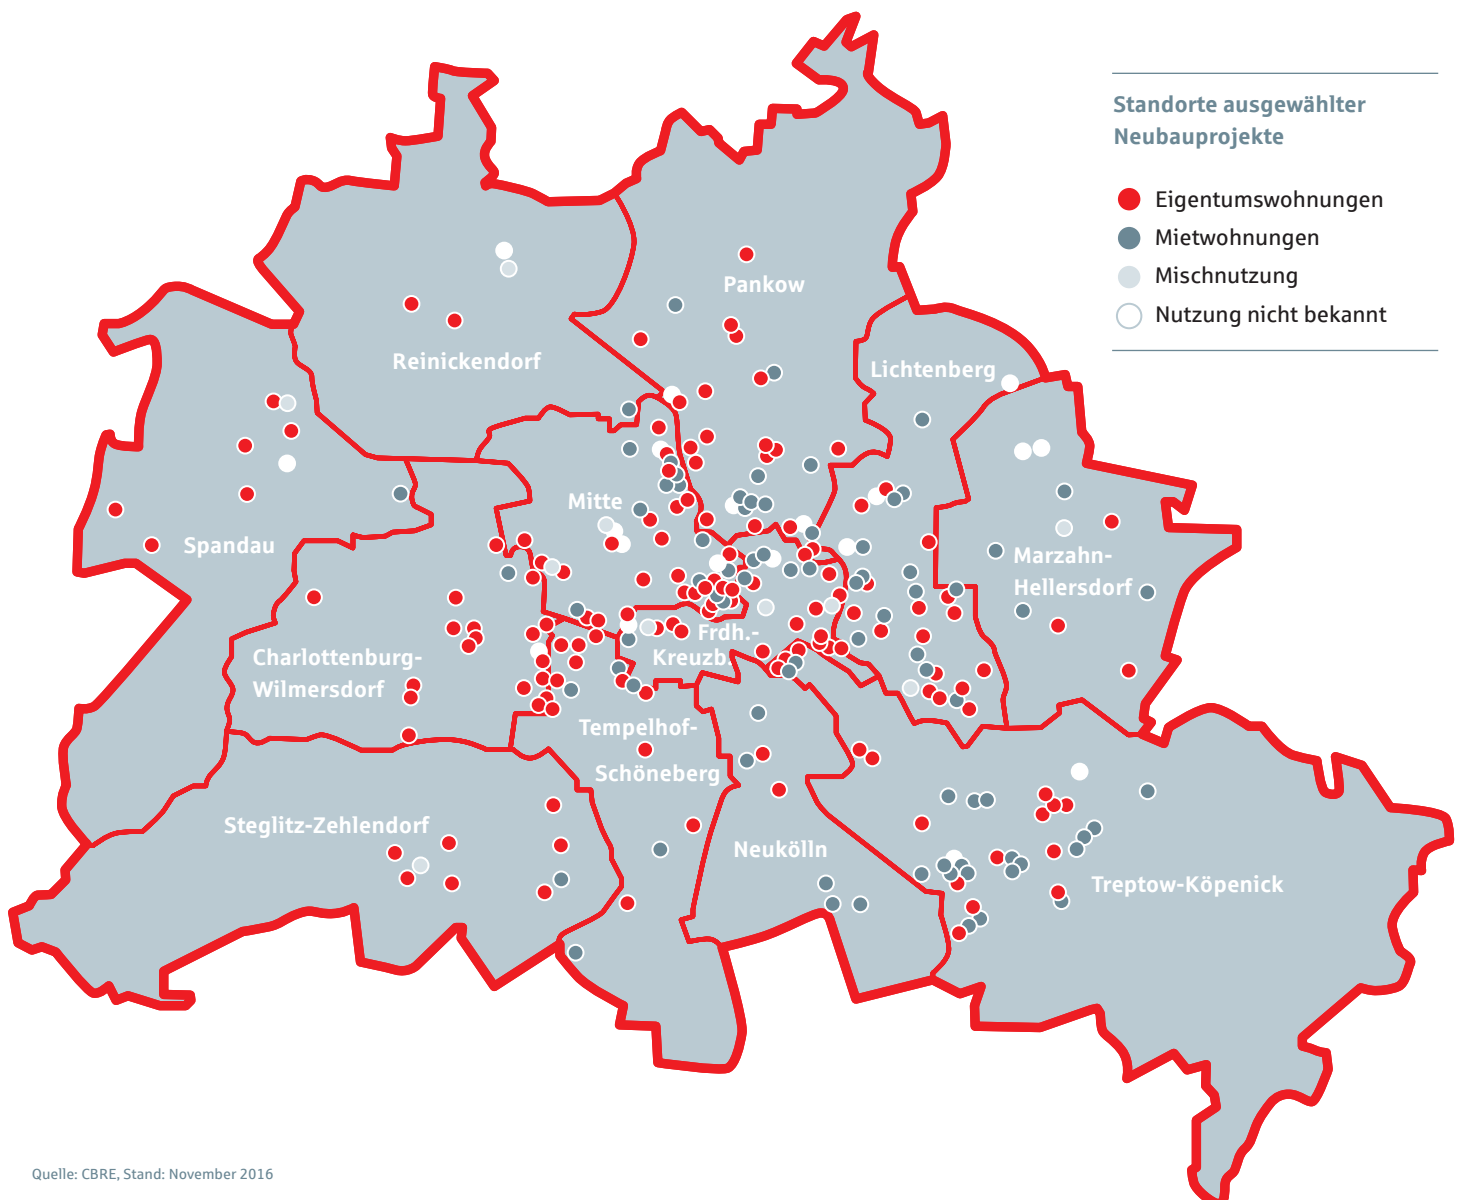 Standorte ausgewählter
Neubauprojekte
Eigentumswohnungen
Mietwohnungen
Mischnutzung
Nutzung nicht bekannt
Pankow
Reinickendorf
Lichtenberg
Mitte
Spandau
Marzahn-
Hellersdorf
Frdh.-
Kreuzb.
Charlottenburg-
Wilmersdorf
Tempelhof-
Schöneberg
Steglitz-Zehlendorf
Neukölln
Treptow-Köpenick
Quelle: CBRE, Stand: November 2016